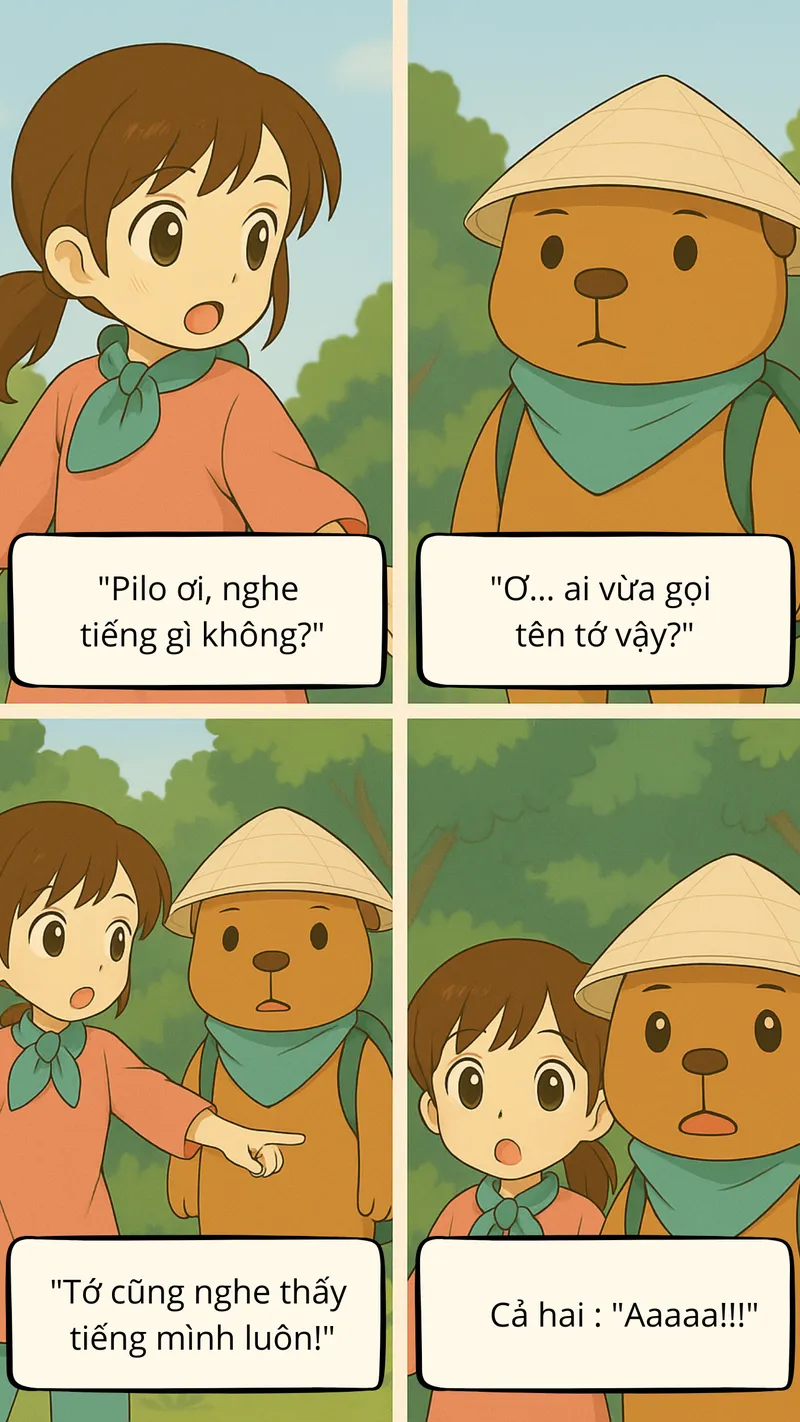 "Pilo ơi, nghe
tiếng gì không?"
"Ơ... ai vừa gọi
tên tớ vậy?"
"Tớ cũng nghe thấy
tiếng mình luôn!"
Cả hai : "Aaaaa!!!"